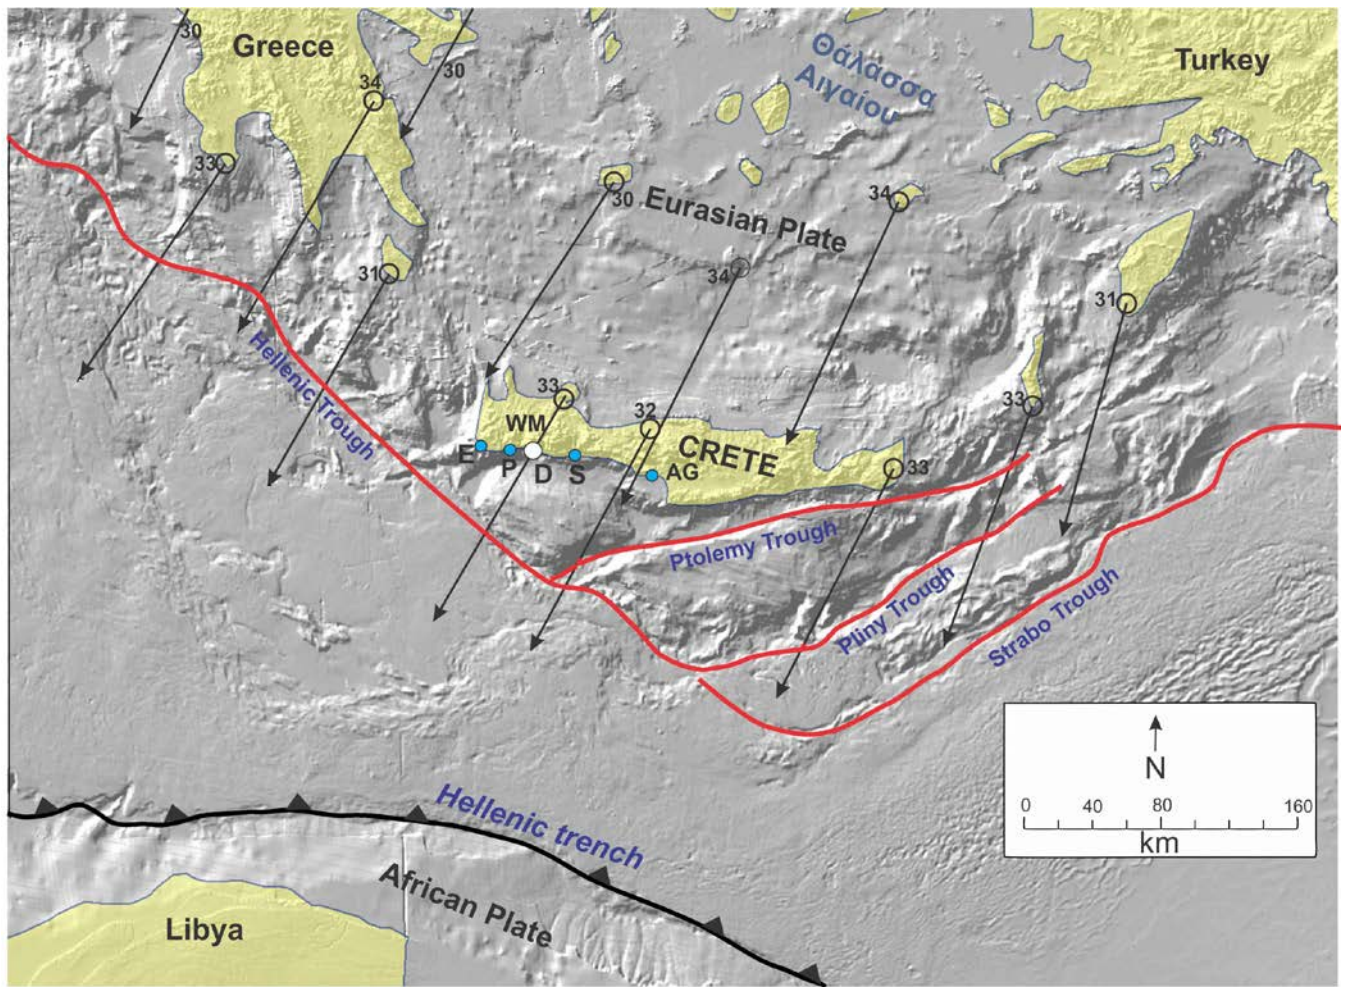 30
Greece
30
34
Θάλασσα
Αιγαίου
Turkey
33
30
Eurasian Plate
34
31
34
31
Hellenic Trough
33
WM
32
33
CRETE
E
P
D
S
AG
33
Ptolemy Trough
Pliny Trough
Strabo Trough
N
0 40 80 160
km
Hellenic trench
African Plate
Libya